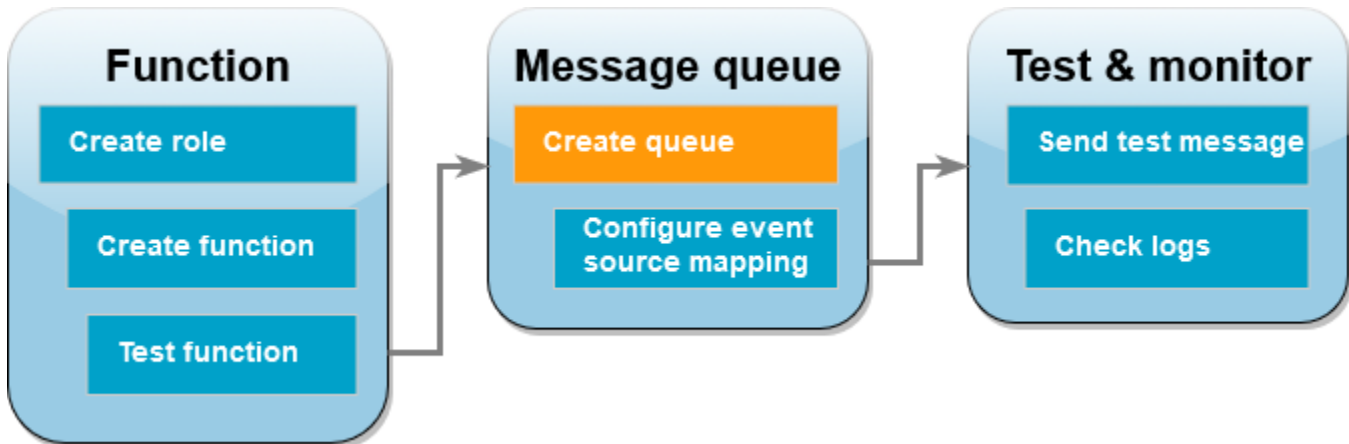 Function
Create role
Create function
Test function
Message queue
Create queue
Configure event
source mapping
Test & monitor
Send test message
Check logs